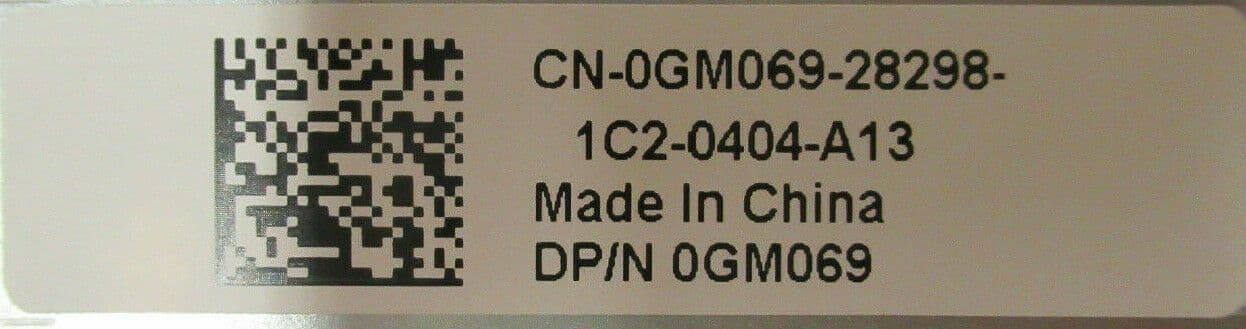 CN-0GM069-28298-
1C2-0404-A13
Made In China
DP/N 0GM069